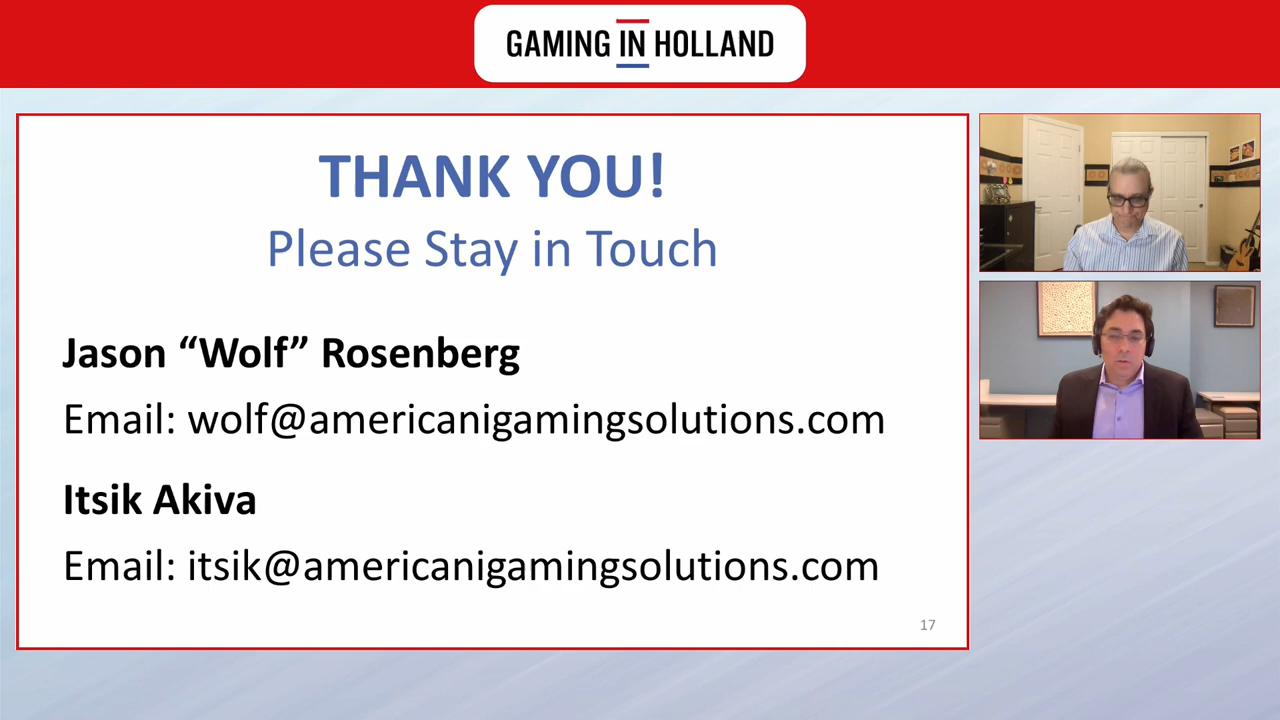 GAMING IN HOLLAND
THANK YOU!
Please Stay in Touch
Jason “Wolf” Rosenberg
Email: wolf@americanigamingsolutions.com
Itsik Akiva
Email: itsik@americanigamingsolutions.com
17